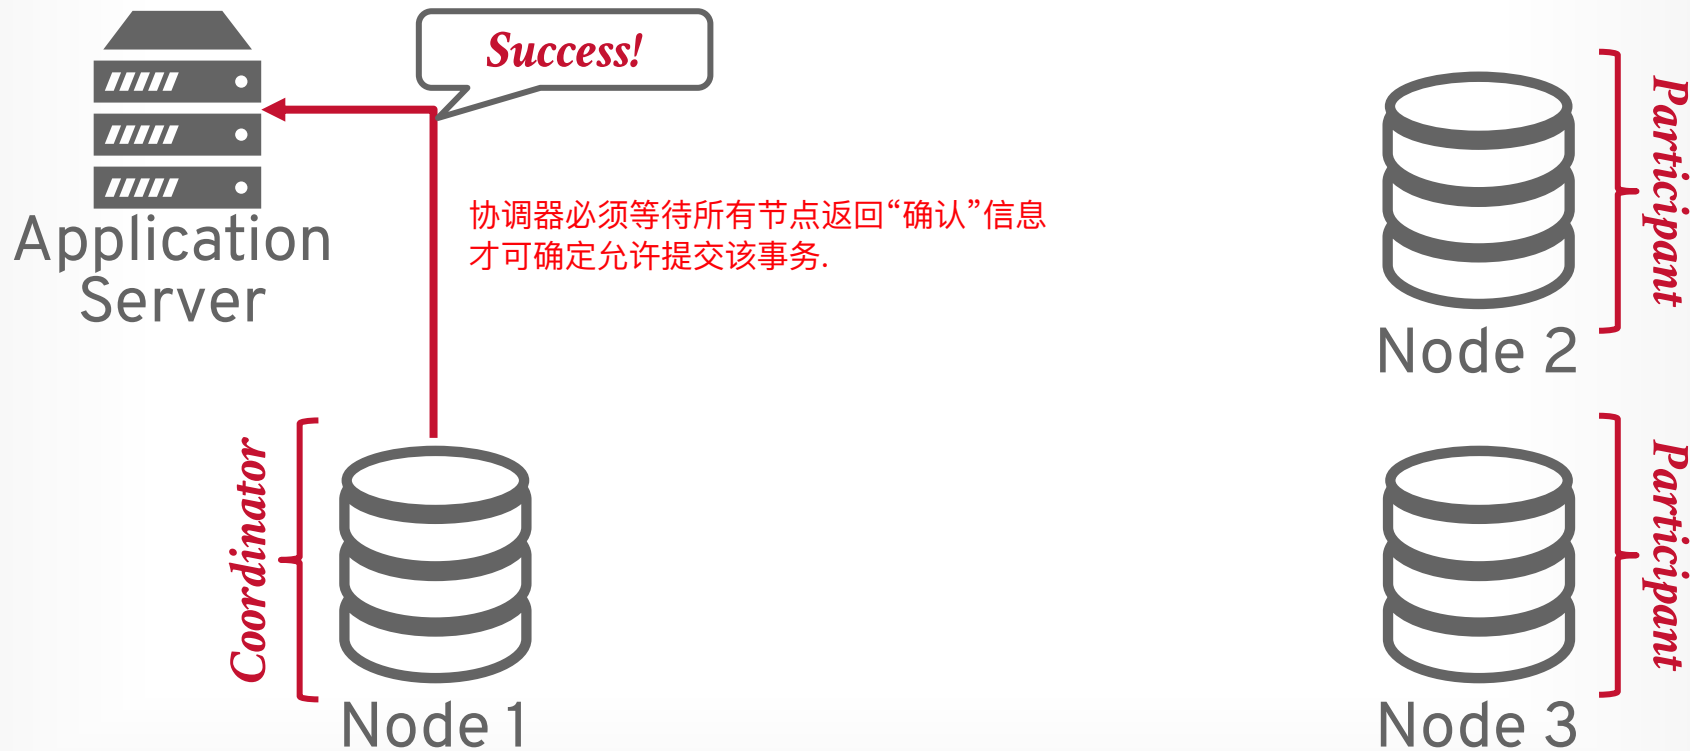 Success!
Application
Server
协调器必须等待所有节点返回“确认”信息
才可确定允许提交该事务.
Participant
Node 2
Coordinator
Node 1
Participant
Node 3